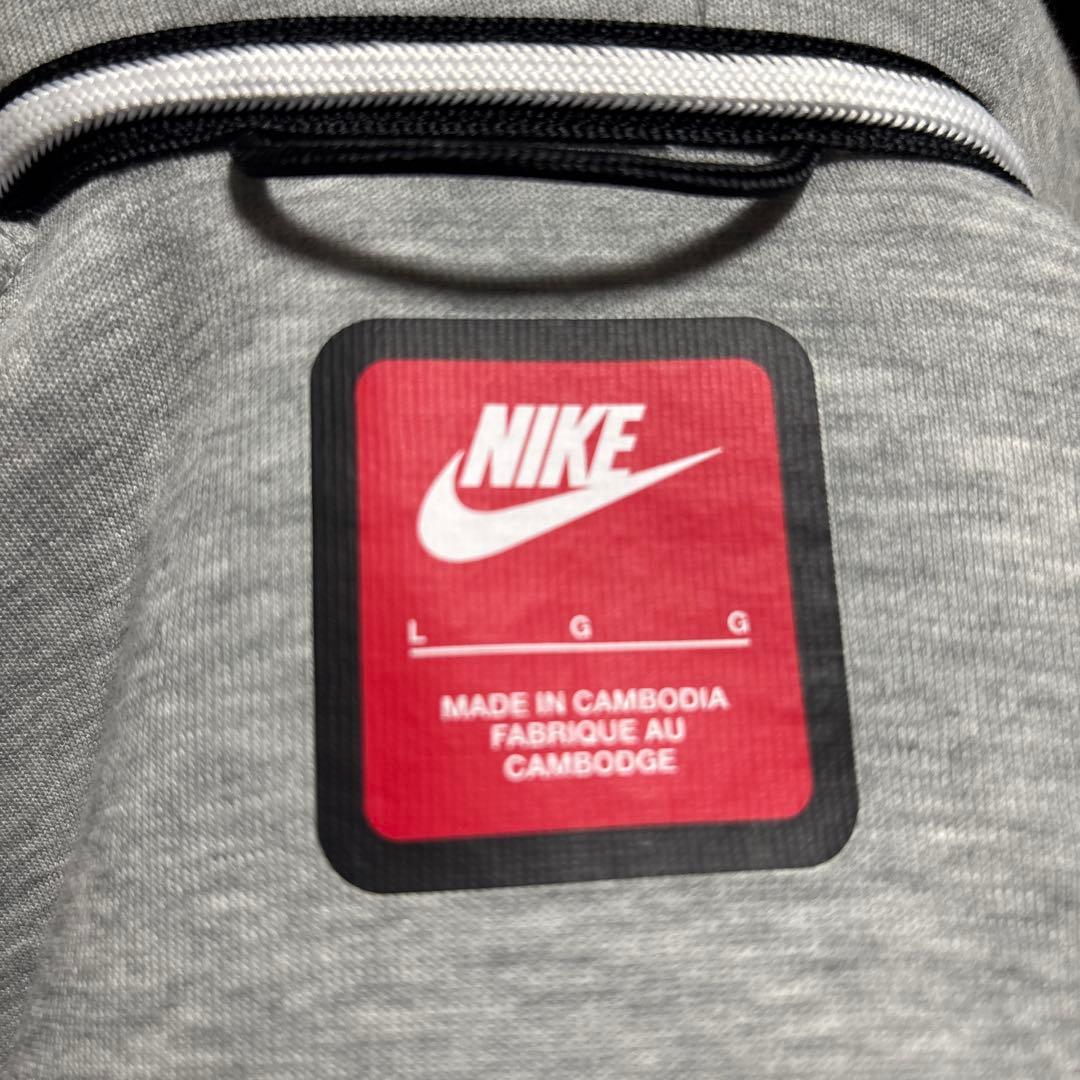 NIKE
L G G
MADE IN CAMBODIA
FABRIQUE AU
CAMBODGE